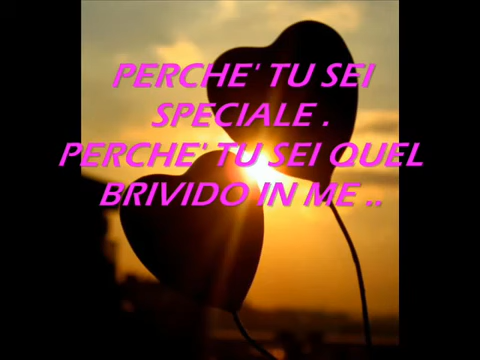 PERCHE' TU SEI
SPECIALE .
PERCHE' TU SEI QUEL
BRIVIDO IN ME ..